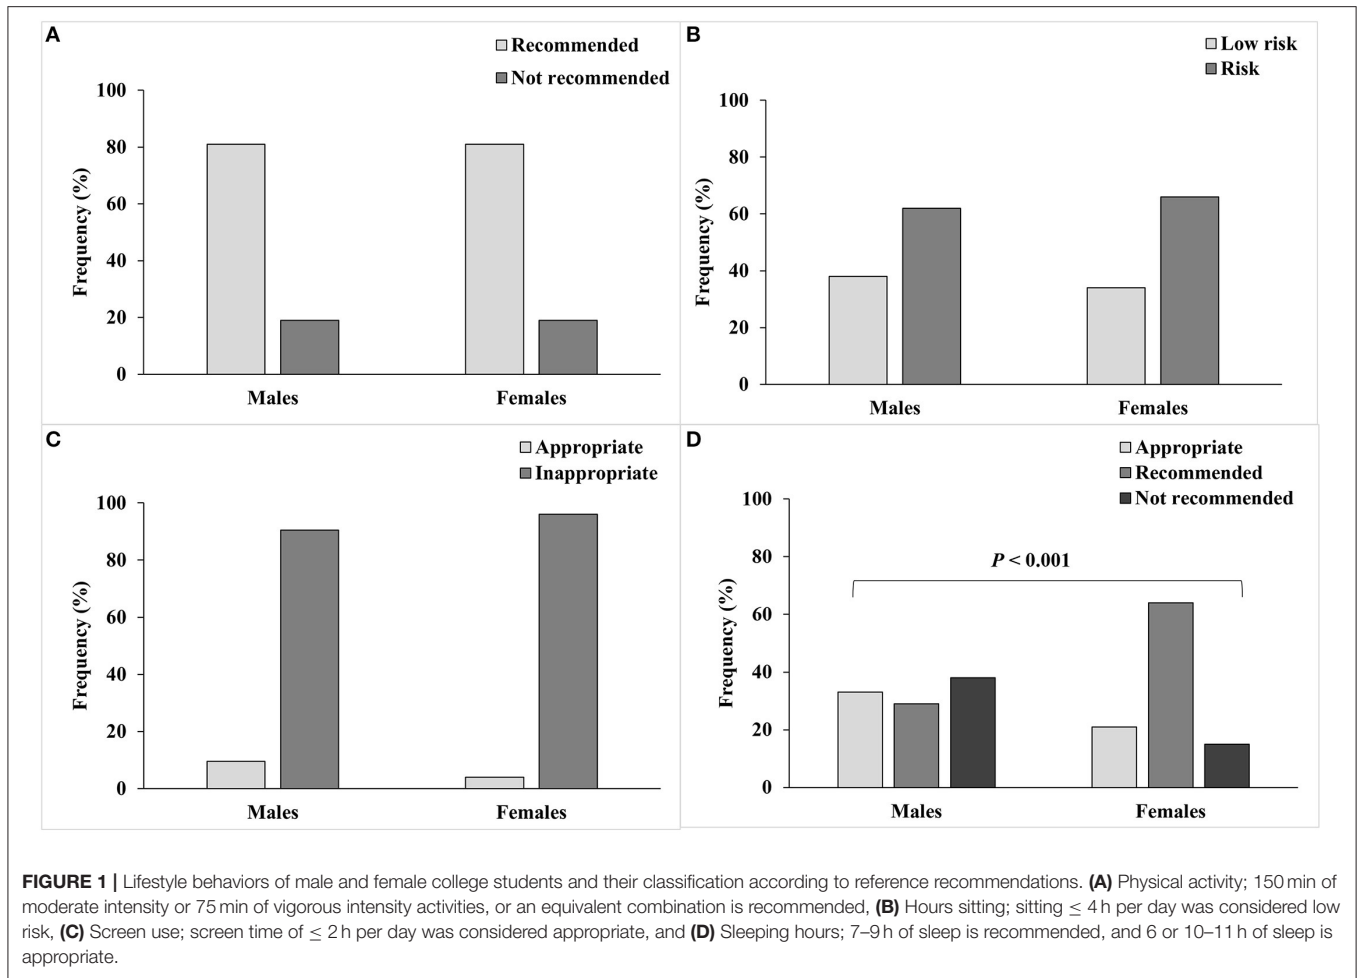 A
Recommended
Not recommended
100
80
60
40
20
0
Frequency (%)
Males
Females
B
Low risk
Risk
100
80
60
40
20
0
Frequency (%)
Males
Females
C
Appropriate
Inappropriate
100
80
60
40
20
0
Frequency (%)
Males
Females
D
Appropriate
Recommended
Not recommended
100
80
60
40
20
0
Frequency (%)
P < 0.001
Males
Females
FIGURE 1 | Lifestyle behaviors of male and female college students and their classification according to reference recommendations. (A) Physical activity; 150 min of
moderate intensity or 75 min of vigorous intensity activities, or an equivalent combination is recommended, (B) Hours sitting; sitting ≤ 4 h per day was considered low
risk, (C) Screen use; screen time of ≤ 2 h per day was considered appropriate, and (D) Sleeping hours; 7–9 h of sleep is recommended, and 6 or 10–11 h of sleep is
appropriate.